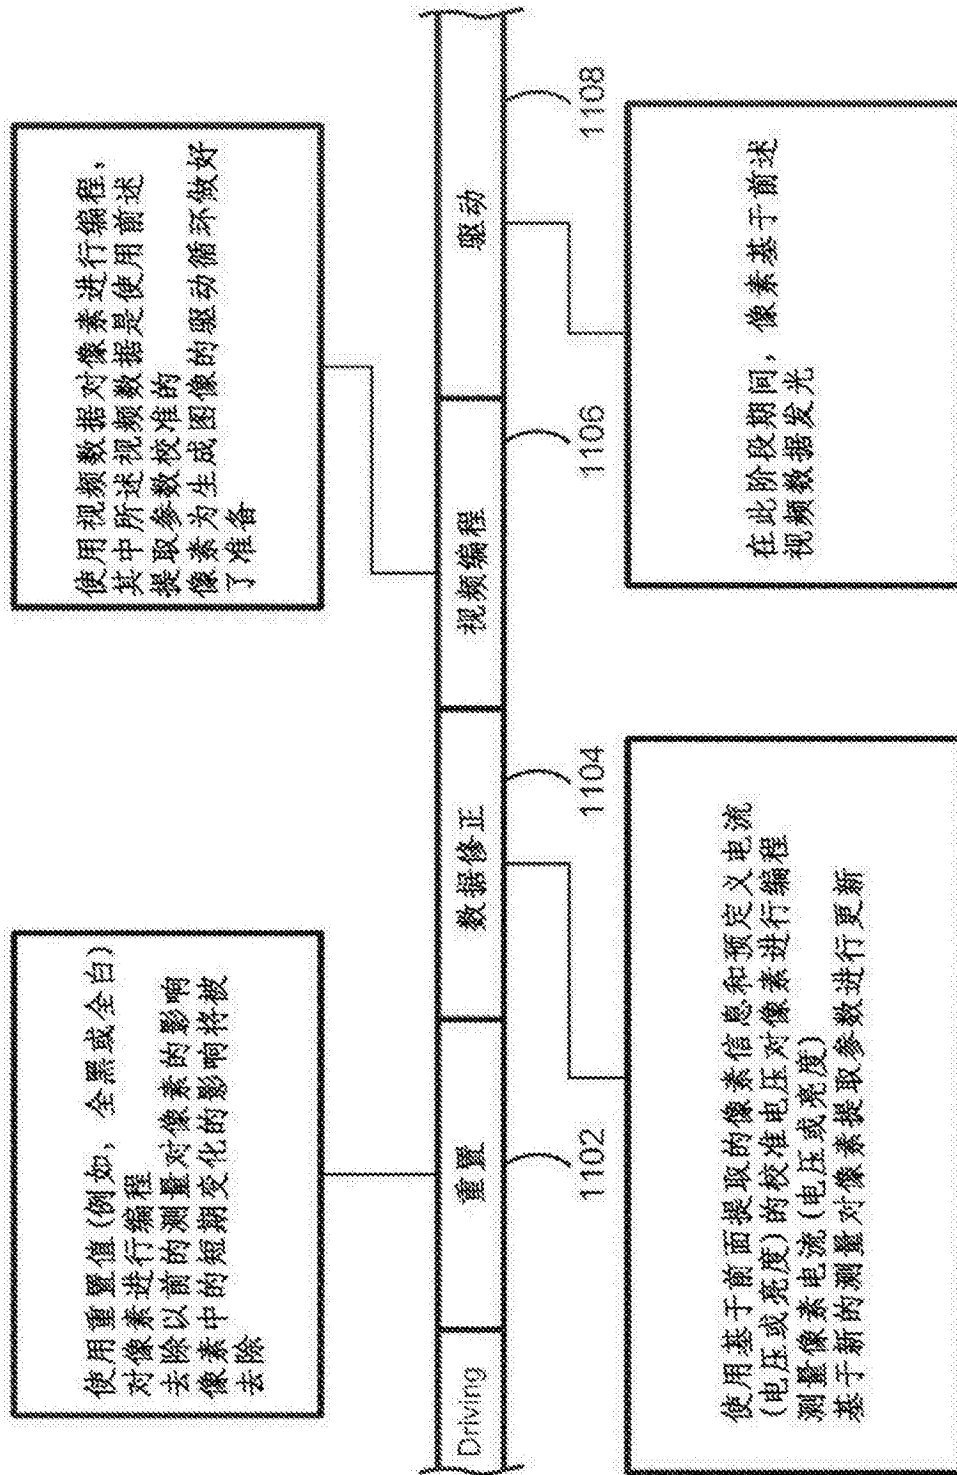 使用重置值(例如，全黑或全白)
对像素进行编程
去除以前的测量对像素的影响
像素中的短期变化的影响将被
去除
使用视频数据对像素进行编程，
其中所述视频数据是使用前述
提取参数校准的
像素为生成图像的驱动循环做好
了准备
Driving
重置
数据修正
视频编程
驱动
1102
1104
1106
1108
使用基于前面提取的像素信息和预定义电流
(电压或亮度)的校准电压对像素进行编程
测量像素电流(电压或亮度)
基于新的测量对像素提取参数进行更新
在此阶段期间，像素基于前述
视频数据发光